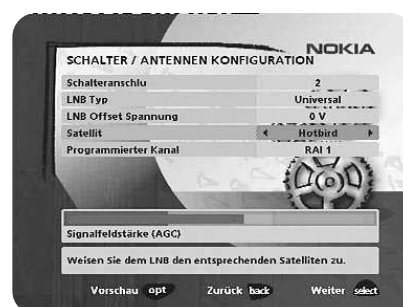 NOKIA
SCHALTER / ANTENNEN KONFIGURATION
Schalteranschlu 2
LNB Typ Universal
LNB Offset Spannung 0 V
Satellit Hotbird
Programmierter Kanal RAI 1
Signalfeldstärke (AGC)
Weisen Sie dem LNB den entsprechenden Satelliten zu.
Vorschau opt Zurück back Weiter select